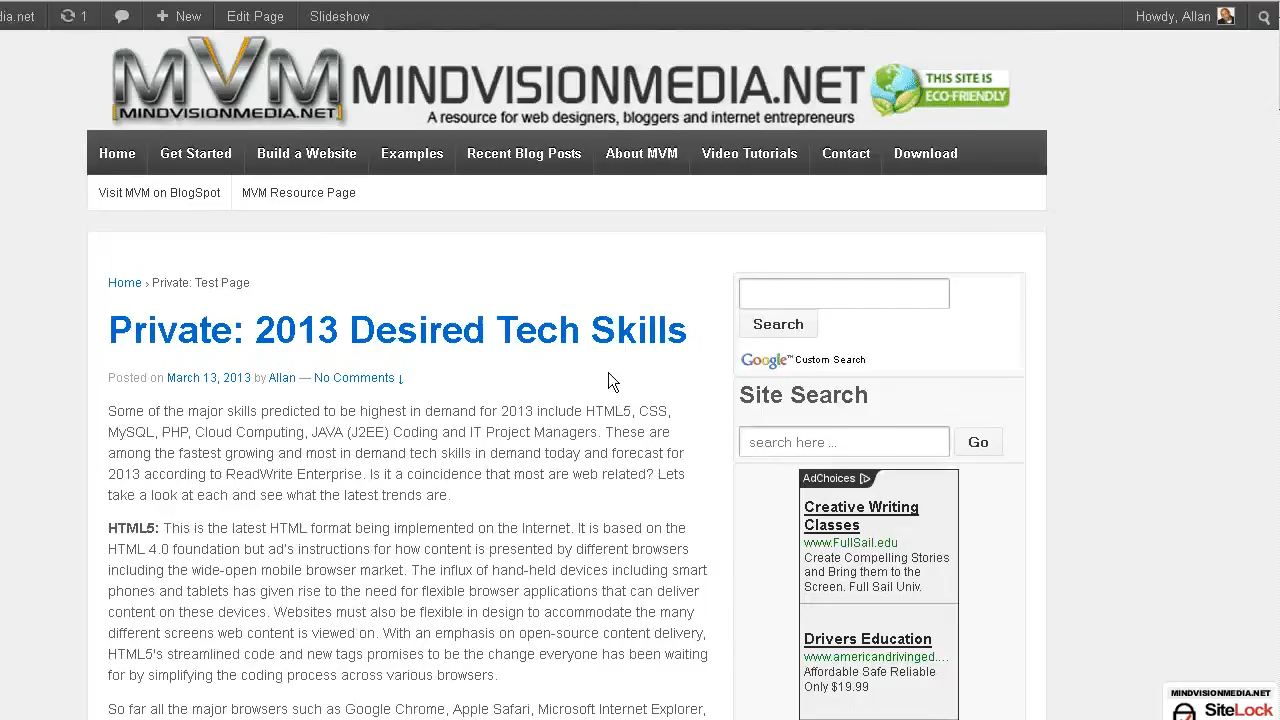 dia.net 1 New Edit Page Slideshow Howdy, Allan
MVM
MINDVISIONMEDIA.NET
MINDVISIONMEDIA.NET
A resource for web designers, bloggers and internet entrepreneurs
THIS SITE IS
ECO-FRIENDLY
Home Get Started Build a Website Examples Recent Blog Posts About MVM Video Tutorials Contact Download
Visit MVM on BlogSpot MVM Resource Page
Home › Private: Test Page
Private: 2013 Desired Tech Skills
Posted on March 13, 2013 by Allan — No Comments ↓
Some of the major skills predicted to be highest in demand for 2013 include HTML5, CSS,
MySQL, PHP, Cloud Computing, JAVA (J2EE) Coding and IT Project Managers. These are
among the fastest growing and most in demand tech skills in demand today and forecast for
2013 according to ReadWrite Enterprise. Is it a coincidence that most are web related? Lets
take a look at each and see what the latest trends are.
HTML5: This is the latest HTML format being implemented on the Internet. It is based on the
HTML 4.0 foundation but ad's instructions for how content is presented by different browsers
including the wide-open mobile browser market. The influx of hand-held devices including smart
phones and tablets has given rise to the need for flexible browser applications that can deliver
content on these devices. Websites must also be flexible in design to accommodate the many
different screens web content is viewed on. With an emphasis on open-source content delivery,
HTML5's streamlined code and new tags promises to be the change everyone has been waiting
for by simplifying the coding process across various browsers.
So far all the major browsers such as Google Chrome, Apple Safari, Microsoft Internet Explorer,
Search
Google™ Custom Search
Site Search
search here ... Go
AdChoices
Creative Writing
Classes
www.FullSail.edu
Create Compelling Stories
and Bring them to the
Screen. Full Sail Univ.
Drivers Education
www.americandrivinged....
Affordable Safe Reliable
Only $19.99
MINDVISIONMEDIA.NET
SiteLock